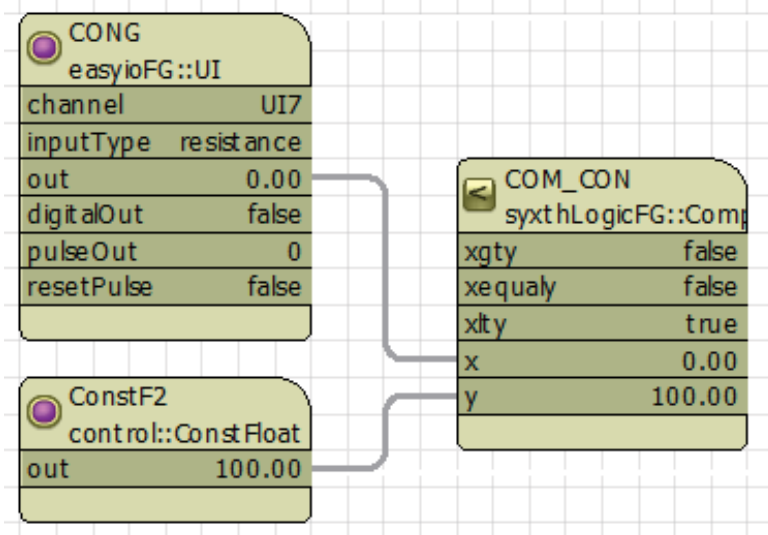 CONG
easyioFG::UI
channel UI7
inputType resistance
out 0.00
digitalOut false
pulseOut 0
resetPulse false
COM_CON
syxthLogicFG::Comp
xgty false
xequaly false
xlty true
x 0.00
y 100.00
ConstF2
control::ConstFloat
out 100.00